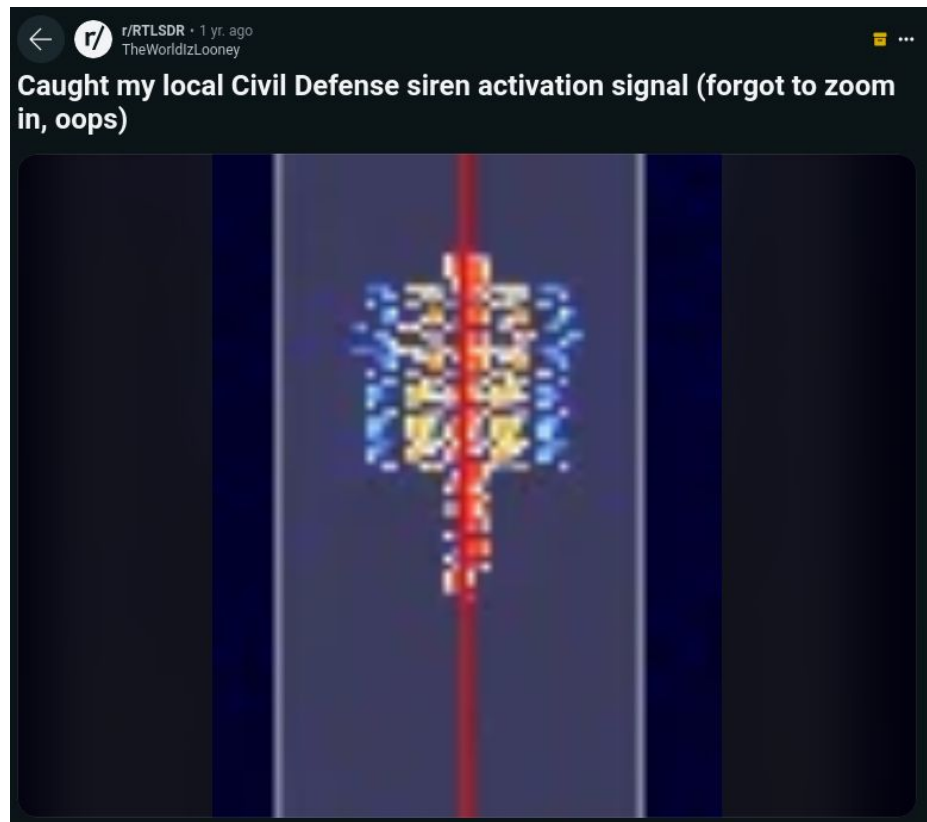 r/RTLSDR • 1 yr. ago
r/
TheWorldIzLooney
Caught my local Civil Defense siren activation signal (forgot to zoom
in, oops)